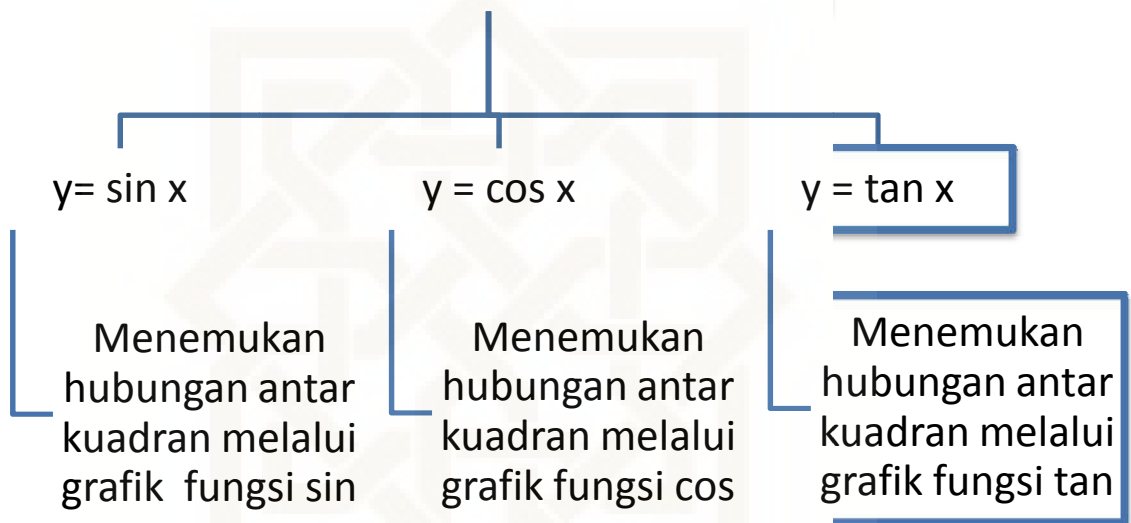 y= sin x
y = cos x
y = tan x
Menemukan
hubungan antar
kuadran melalui
grafik  fungsi sin
Menemukan
hubungan antar
kuadran melalui
grafik fungsi cos
Menemukan
hubungan antar
kuadran melalui
grafik fungsi tan